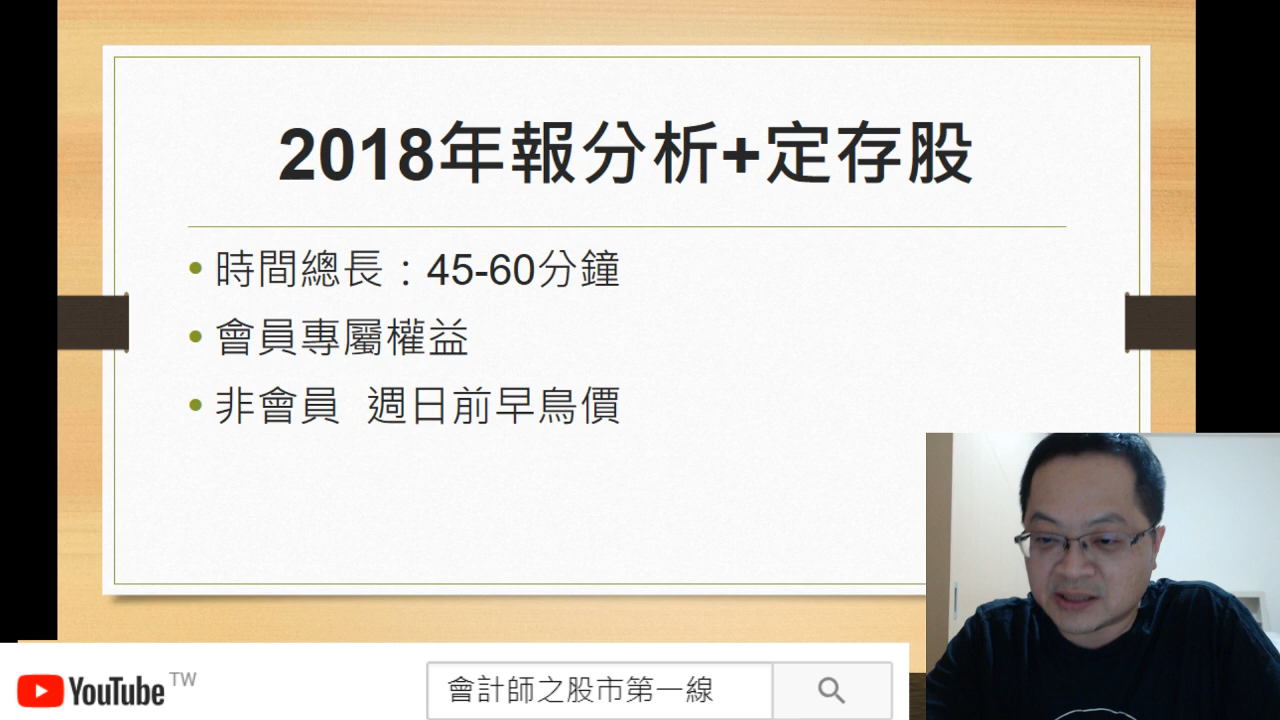 2018年報分析+定存股
• 時間總長：45-60分鐘
• 會員專屬權益
• 非會員 週日前早鳥價
YouTube TW
會計師之股市第一線